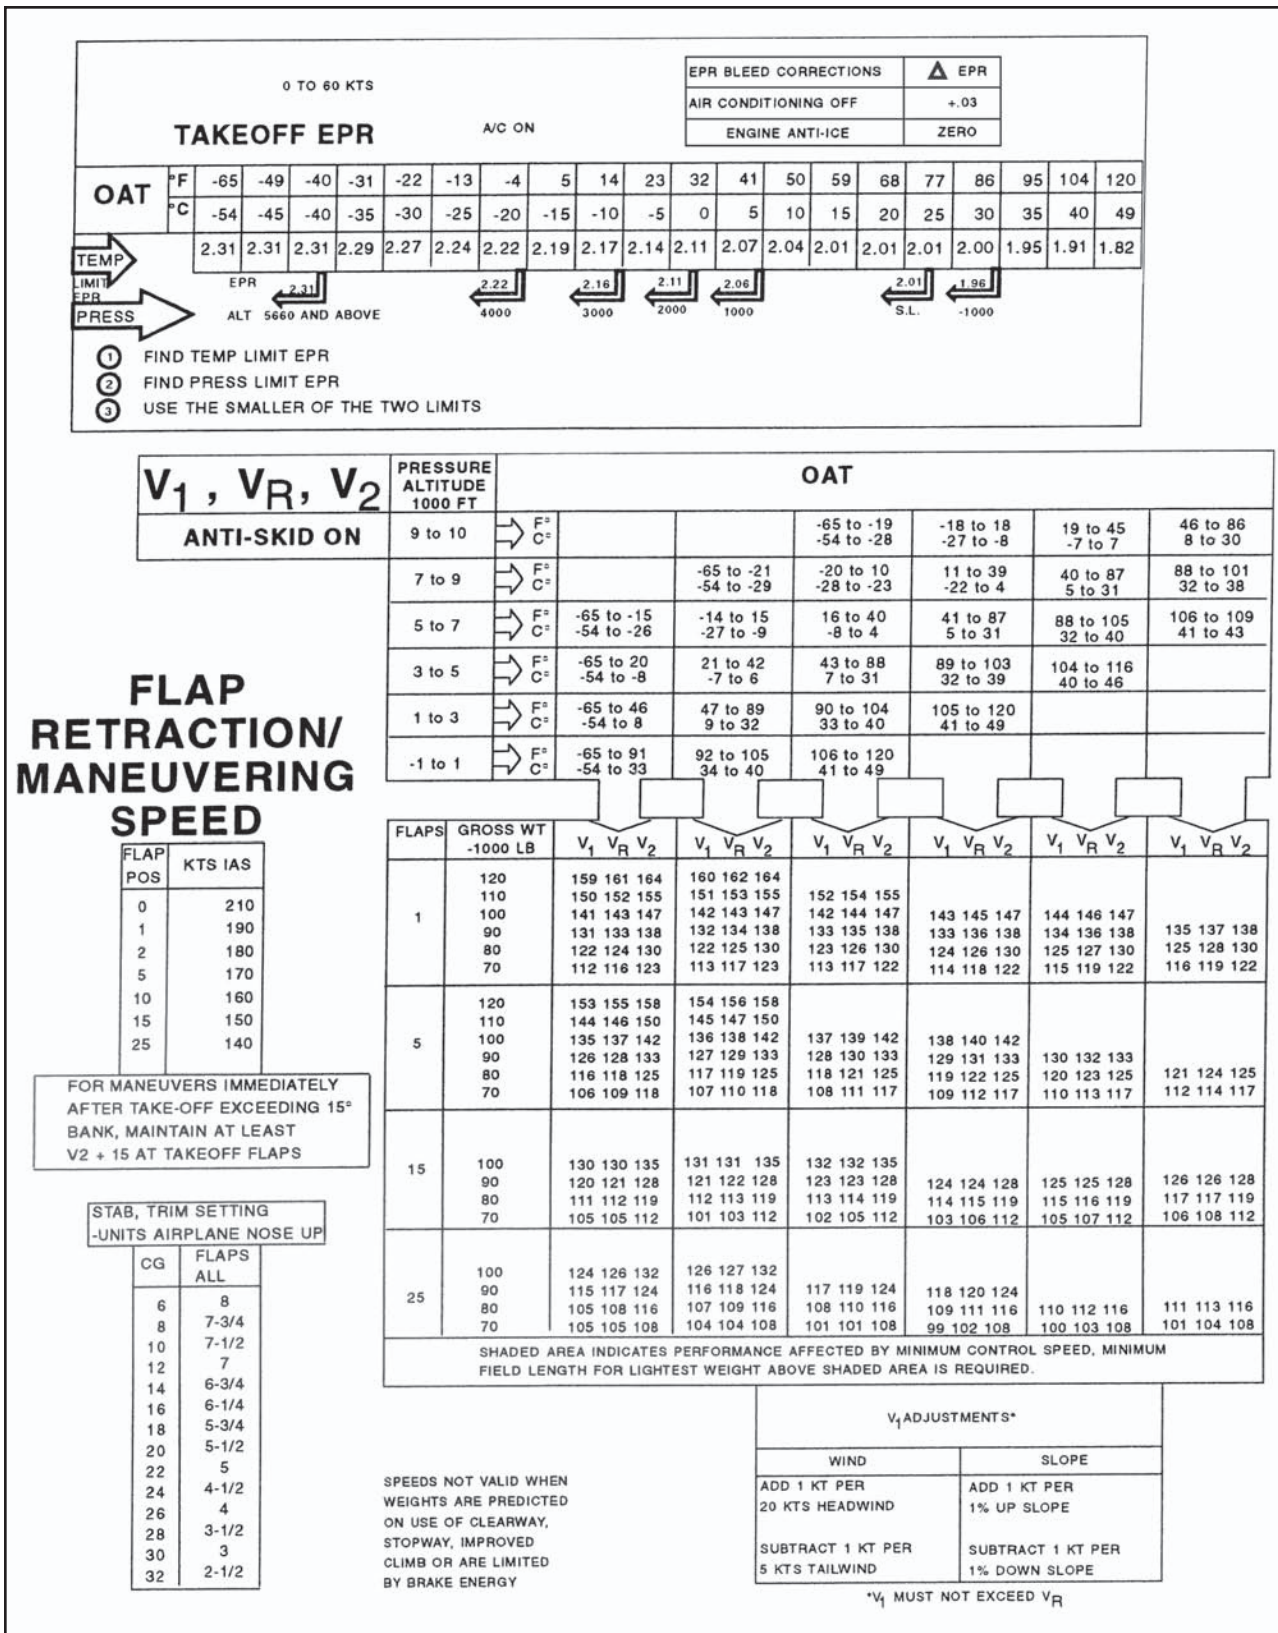 0 TO 60 KTS
TAKEOFF EPR
A/C ON
EPR BLEED CORRECTIONS △ EPR
AIR CONDITIONING OFF +.03
ENGINE ANTI-ICE ZERO
OAT
°F -65 -49 -40 -31 -22 -13 -4 5 14 23 32 41 50 59 68 77 86 95 104 120
°C -54 -45 -40 -35 -30 -25 -20 -15 -10 -5 0 5 10 15 20 25 30 35 40 49
TEMP 2.31 2.31 2.31 2.29 2.27 2.24 2.22 2.19 2.17 2.14 2.11 2.07 2.04 2.01 2.01 2.01 2.00 1.95 1.91 1.82
LIMIT EPR
EPR 2.31 2.22 2.16 2.11 2.06 2.01 1.96
PRESS ALT 5660 AND ABOVE 4000 3000 2000 1000 S.L. -1000
1 FIND TEMP LIMIT EPR
2 FIND PRESS LIMIT EPR
3 USE THE SMALLER OF THE TWO LIMITS
V1, VR, V2
ANTI-SKID ON
PRESSURE
ALTITUDE
1000 FT
OAT
9 to 10 F° -65 to -19 -18 to 18 19 to 45 46 to 86
C° -54 to -28 -27 to -8 -7 to 7 8 to 30
7 to 9 F° -65 to -21 -20 to 10 11 to 39 40 to 87 88 to 101
C° -54 to -29 -28 to -23 -22 to 4 5 to 31 32 to 38
5 to 7 F° -65 to -15 -14 to 15 16 to 40 41 to 87 88 to 105 106 to 109
C° -54 to -26 -27 to -9 -8 to 4 5 to 31 32 to 40 41 to 43
3 to 5 F° -65 to 20 21 to 42 43 to 88 89 to 103 104 to 116
C° -54 to -8 -7 to 6 7 to 31 32 to 39 40 to 46
1 to 3 F° -65 to 46 47 to 89 90 to 104 105 to 120
C° -54 to 8 9 to 32 33 to 40 41 to 49
-1 to 1 F° -65 to 91 92 to 105 106 to 120
C° -54 to 33 34 to 40 41 to 49
FLAPS GROSS WT
-1000 LB
V1 VR V2 V1 VR V2 V1 VR V2 V1 VR V2 V1 VR V2 V1 VR V2
1
120 159 161 164 160 162 164
110 150 152 155 151 153 155 152 154 155
100 141 143 147 142 143 147 142 144 147 143 145 147 144 146 147
90 131 133 138 132 134 138 133 135 138 133 136 138 134 136 138 135 137 138
80 122 124 130 122 125 130 123 126 130 124 126 130 125 127 130 125 128 130
70 112 116 123 113 117 123 113 117 122 114 118 122 115 119 122 116 119 122
5
120 153 155 158 154 156 158
110 144 146 150 145 147 150
100 135 137 142 136 138 142 137 139 142 138 140 142
90 126 128 133 127 129 133 128 130 133 129 131 133 130 132 133
80 116 118 125 117 119 125 118 121 125 119 122 125 120 123 125 121 124 125
70 106 109 118 107 110 118 108 111 117 109 112 117 110 113 117 112 114 117
15
100 130 130 135 131 131 135 132 132 135
90 120 121 128 121 122 128 123 123 128 124 124 128 125 125 128 126 126 128
80 111 112 119 112 113 119 113 114 119 114 115 119 115 116 119 117 117 119
70 105 105 112 101 103 112 102 105 112 103 106 112 105 107 112 106 108 112
25
100 124 126 132 126 127 132
90 115 117 124 116 118 124 117 119 124 118 120 124
80 105 108 116 107 109 116 108 110 116 109 111 116 110 112 116 111 113 116
70 105 105 108 104 104 108 101 101 108 99 102 108 100 103 108 101 104 108
SHADED AREA INDICATES PERFORMANCE AFFECTED BY MINIMUM CONTROL SPEED, MINIMUM
FIELD LENGTH FOR LIGHTEST WEIGHT ABOVE SHADED AREA IS REQUIRED.
FLAP
RETRACTION/
MANEUVERING
SPEED
FLAP
POS KTS IAS
0 210
1 190
2 180
5 170
10 160
15 150
25 140
FOR MANEUVERS IMMEDIATELY
AFTER TAKE-OFF EXCEEDING 15°
BANK, MAINTAIN AT LEAST
V2 + 15 AT TAKEOFF FLAPS
STAB, TRIM SETTING
-UNITS AIRPLANE NOSE UP
CG FLAPS
ALL
6 8
8 7-3/4
10 7-1/2
12 7
14 6-3/4
16 6-1/4
18 5-3/4
20 5-1/2
22 5
24 4-1/2
26 4
28 3-1/2
30 3
32 2-1/2
SPEEDS NOT VALID WHEN
WEIGHTS ARE PREDICTED
ON USE OF CLEARWAY,
STOPWAY, IMPROVED
CLIMB OR ARE LIMITED
BY BRAKE ENERGY
V1 ADJUSTMENTS*
WIND SLOPE
ADD 1 KT PER ADD 1 KT PER
20 KTS HEADWIND 1% UP SLOPE
SUBTRACT 1 KT PER SUBTRACT 1 KT PER
5 KTS TAILWIND 1% DOWN SLOPE
*V1 MUST NOT EXCEED VR